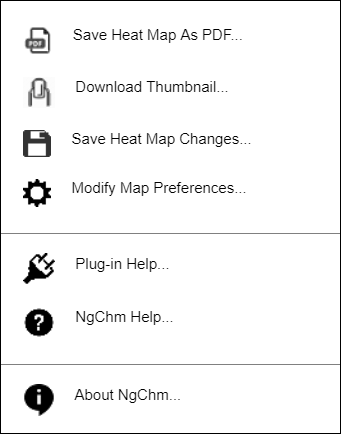 PDF
Save Heat Map As PDF...
Download Thumbnail...
Save Heat Map Changes...
Modify Map Preferences...
Plug-in Help...
?
NgChm Help...
i
About NgChm...